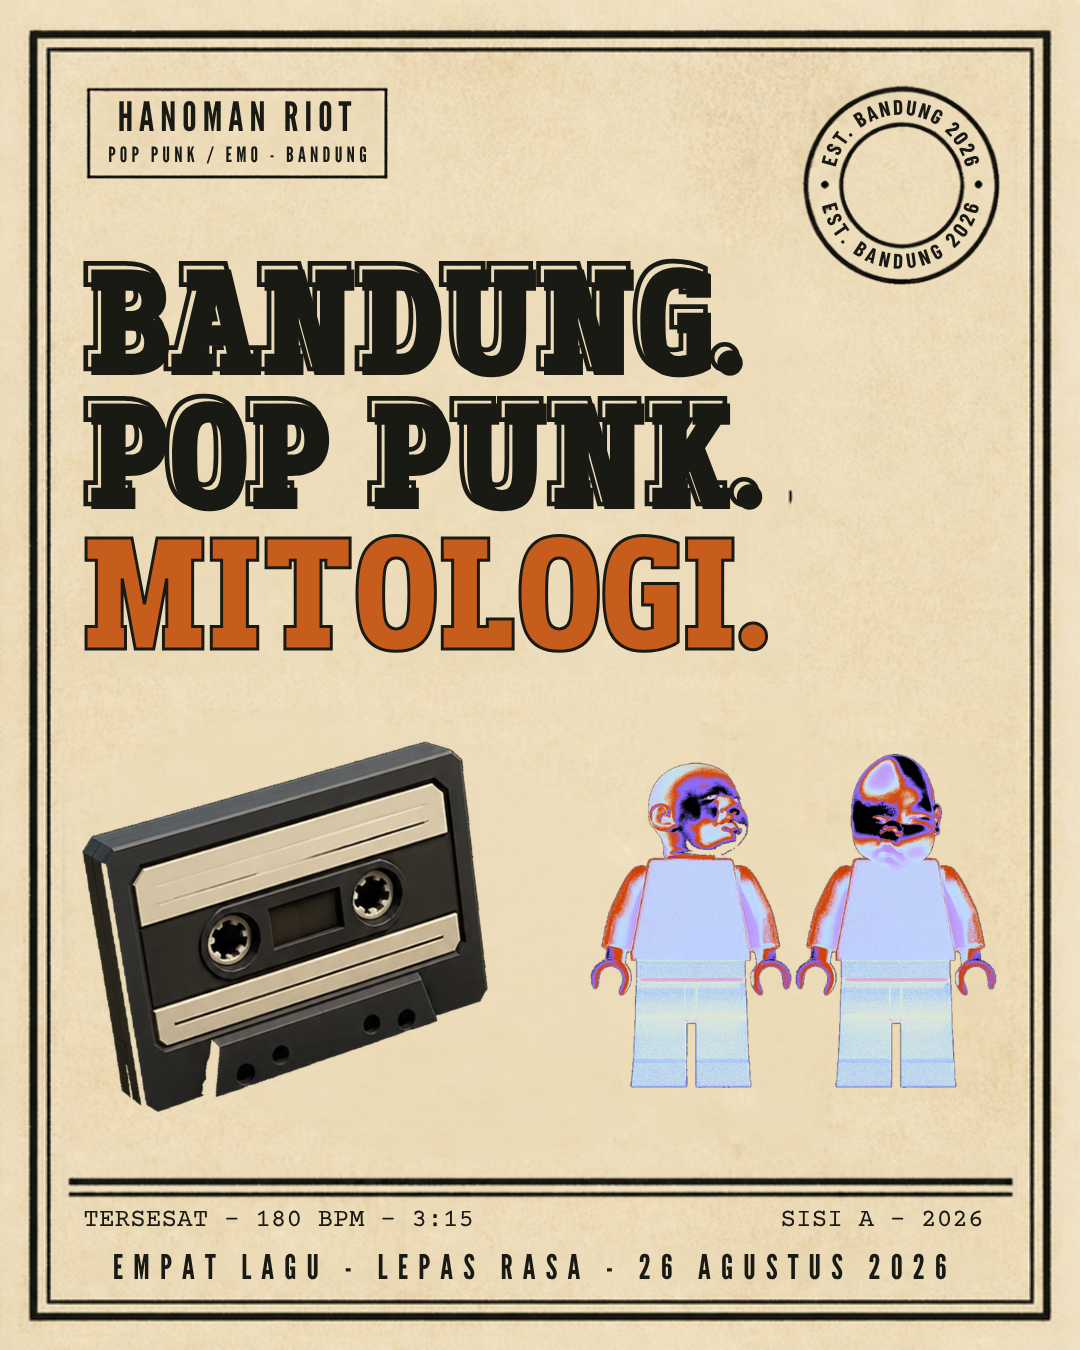 HANOMAN RIOT
POP PUNK / EMO - BANDUNG
EST. BANDUNG 2026
EST. BANDUNG 2026
BANDUNG.
POP PUNK.
MITOLOGI.
TERSESAT – 180 BPM – 3:15
SISI A – 2026
EMPAT LAGU - LEPAS RASA - 26 AGUSTUS 2026